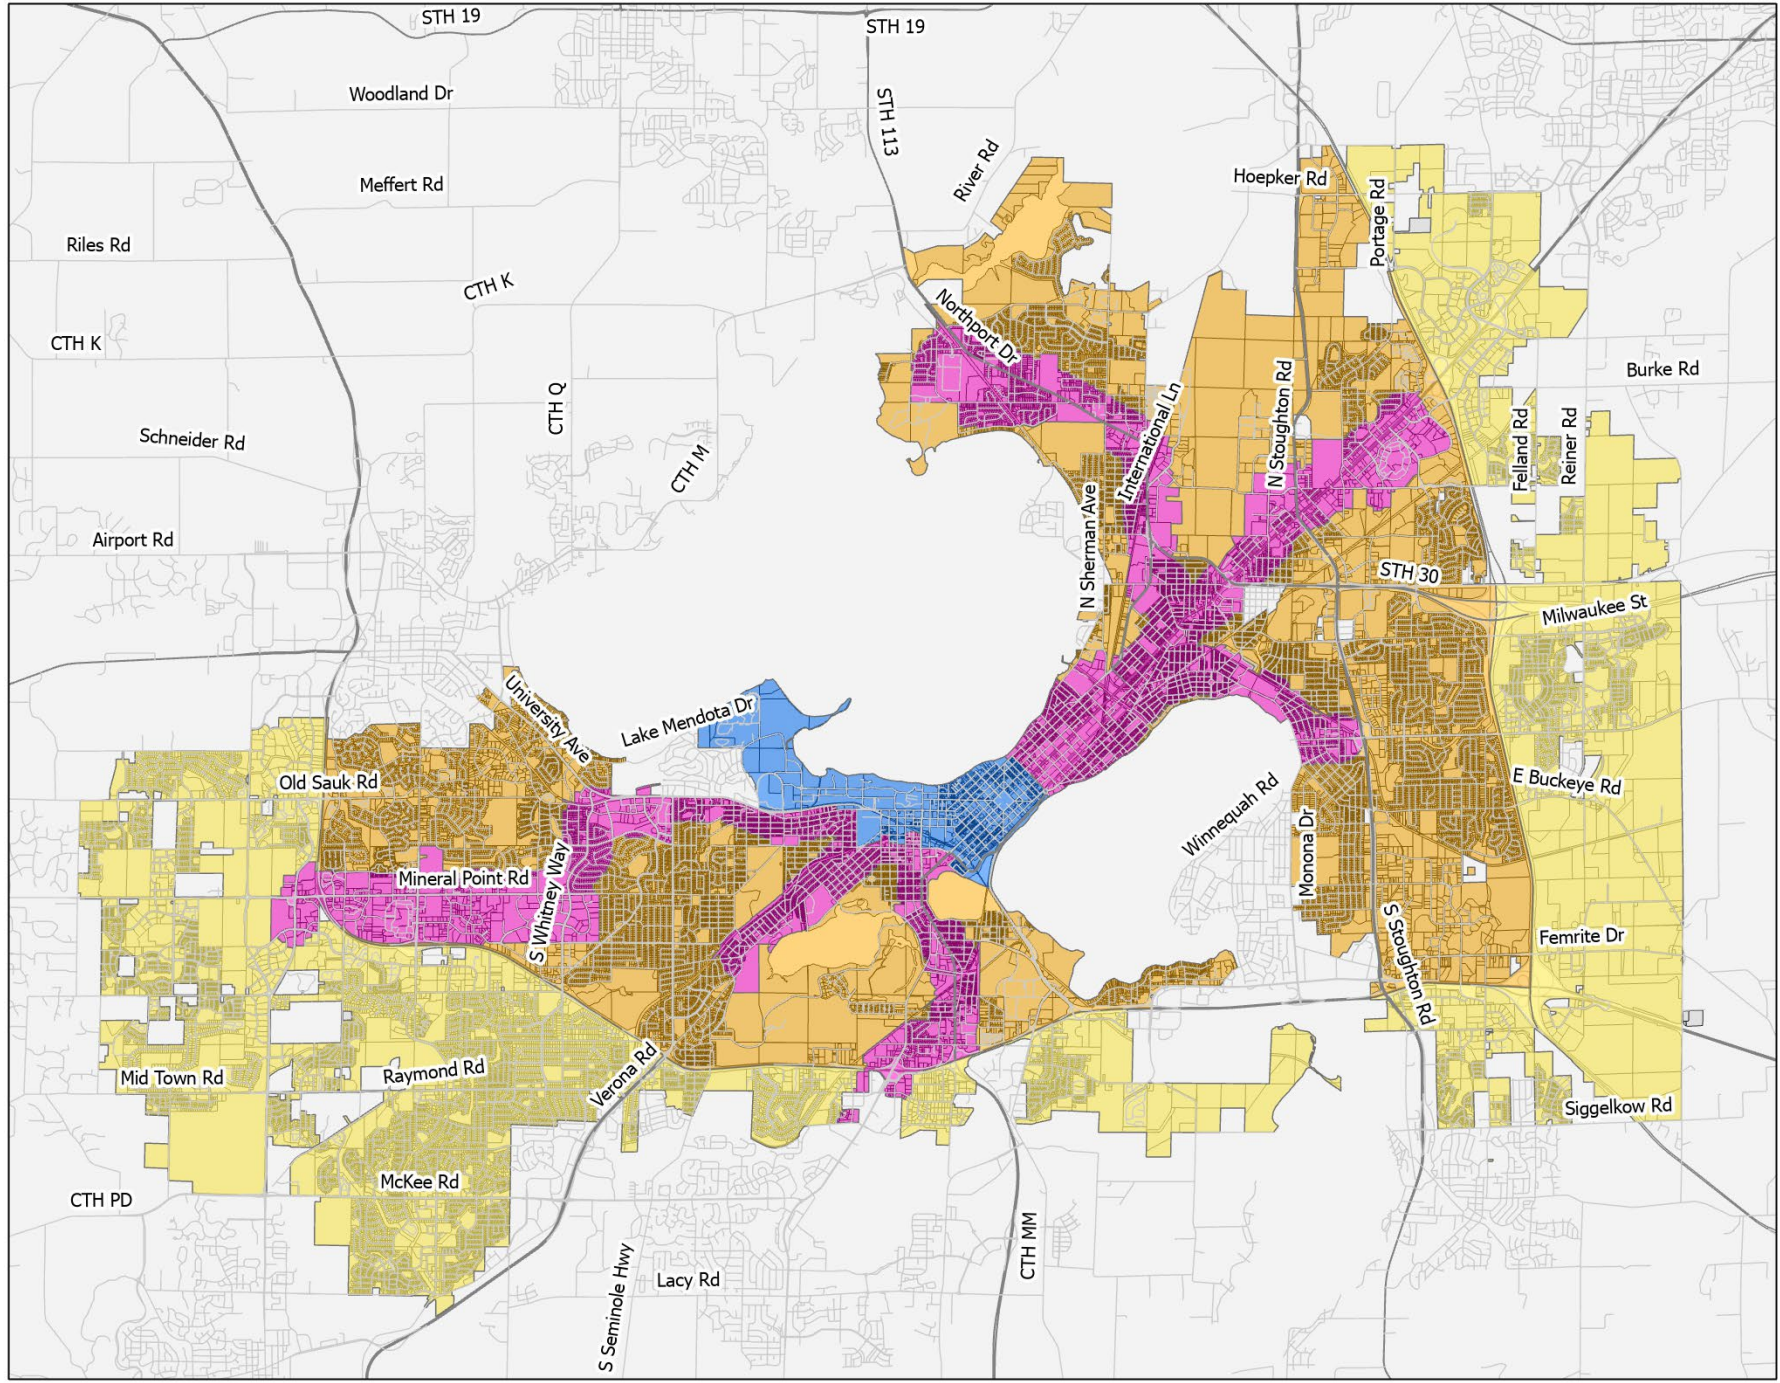 STH 19
STH 19
Woodland Dr
STH 113
River Rd
Hoepker Rd
Meffert Rd
Portage Rd
Riles Rd
CTH K
Northport Dr
CTH K
Burke Rd
CTH Q
International Ln
N Stoughton Rd
Schneider Rd
CTH M
Felland Rd
Reiner Rd
N Sherman Ave
Airport Rd
STH 30
Milwaukee St
University Ave
Lake Mendota Dr
Old Sauk Rd
E Buckeye Rd
Winnequah Rd
Monona Dr
Mineral Point Rd
S Whitney Way
S Stoughton Rd
Femrite Dr
Mid Town Rd
Raymond Rd
Verona Rd
Siggelkow Rd
McKee Rd
CTH PD
CTH MM
Lacy Rd
S Seminole Hwy